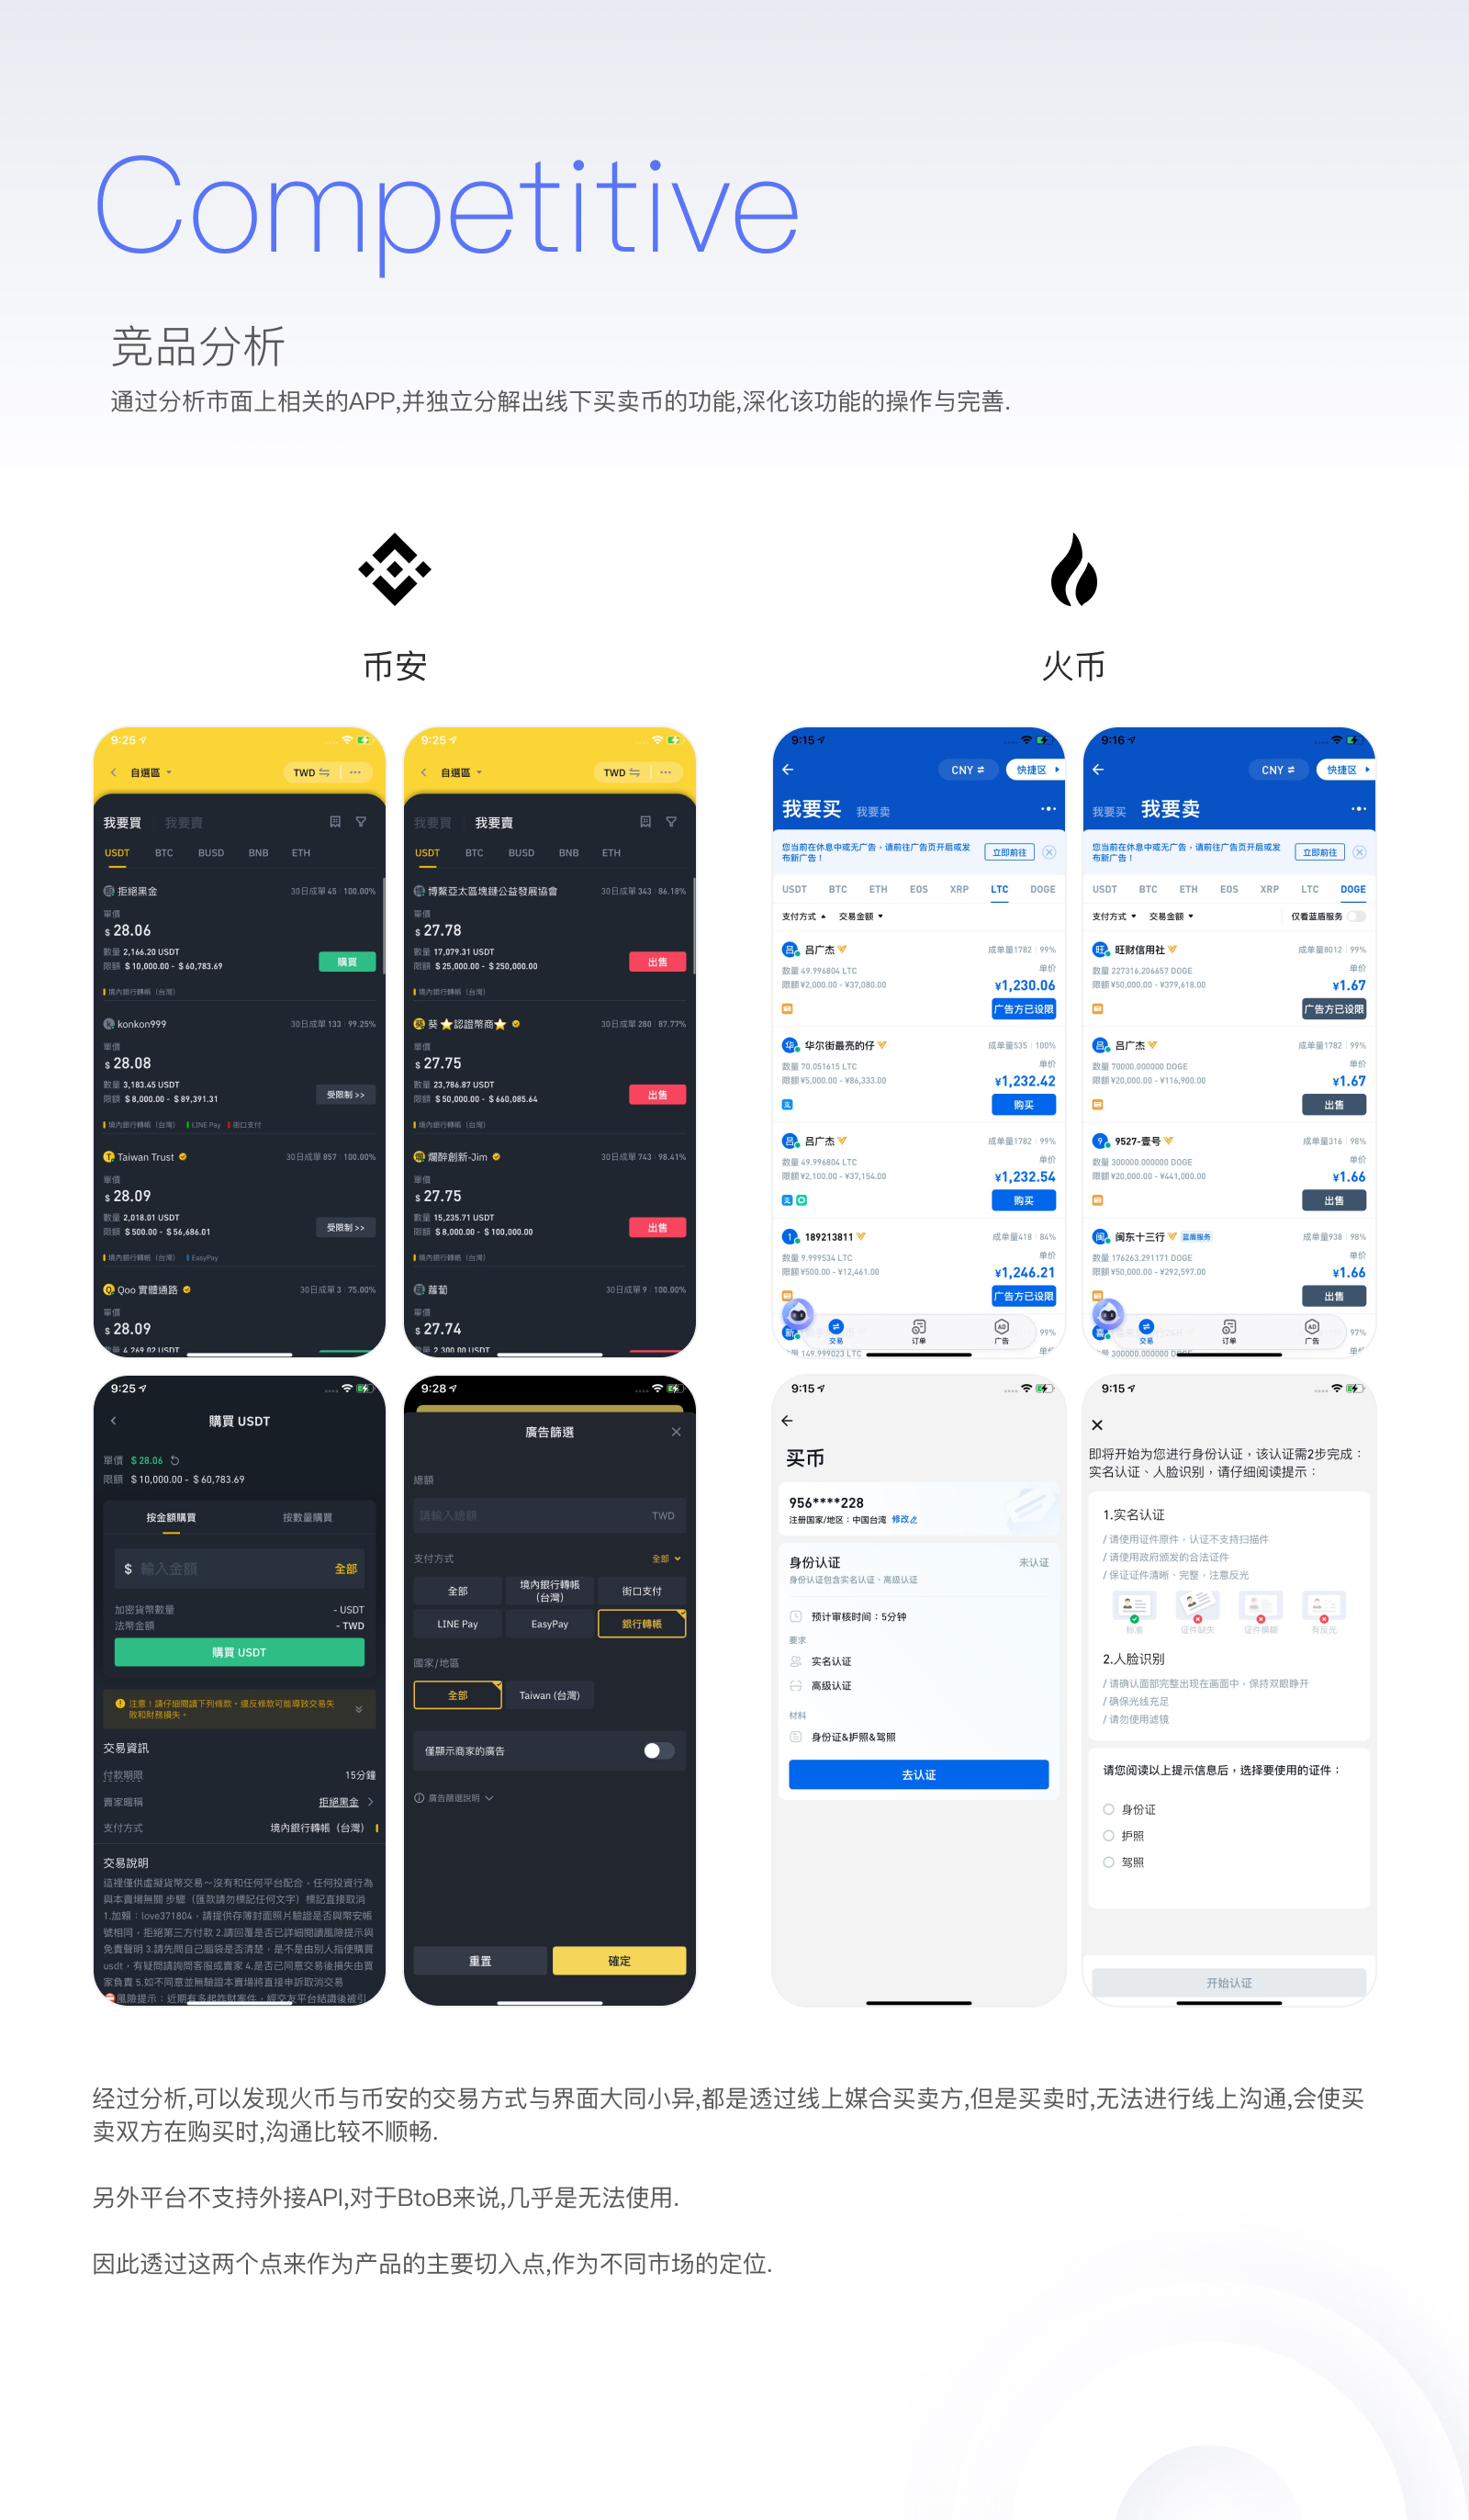 Competitive
竞品分析
通过分析市面上相关的APP,并独立分解出线下买卖币的功能,深化该功能的操作与完善.
币安
火币
9:25
自選區
TWD
我要買 我要賣
USDT BTC BUSD BNB ETH
拒絕黑金 30日成單 45 100.00%
單價
$ 28.06
數量 2,166.20 USDT
限額 $ 10,000.00 - $ 60,783.69
購買
境內銀行轉帳（台灣）
konkon999 30日成單 133 99.25%
單價
$ 28.08
數量 3,183.45 USDT
限額 $ 8,000.00 - $ 89,391.31
受限制 >>
境內銀行轉帳（台灣） LINE Pay 街口支付
Taiwan Trust 30日成單 857 100.00%
單價
$ 28.09
數量 2,018.01 USDT
限額 $ 500.00 - $ 56,686.01
受限制 >>
境內銀行轉帳（台灣） EasyPay
Qoo 實體通路 30日成單 3 75.00%
單價
$ 28.09
數量 4,269.02 USDT
9:25
自選區
TWD
我要買 我要賣
USDT BTC BUSD BNB ETH
博鰲亞太區塊鏈公益發展協會 30日成單 343 86.18%
單價
$ 27.78
數量 17,079.31 USDT
限額 $ 25,000.00 - $ 250,000.00
出售
境內銀行轉帳（台灣）
葵 ⭐認證幣商⭐ 30日成單 280 87.77%
單價
$ 27.75
數量 23,786.87 USDT
限額 $ 50,000.00 - $ 660,085.64
出售
境內銀行轉帳（台灣）
爛醉創新-Jim 30日成單 743 98.41%
單價
$ 27.75
數量 15,235.71 USDT
限額 $ 8,000.00 - $ 100,000.00
出售
境內銀行轉帳（台灣）
蘿蔔 30日成單 9 100.00%
單價
$ 27.74
數量 2,300.00 USDT
9:15
CNY 快捷区
我要买 我要卖
您当前在休息中或无广告，请前往广告页开启或发
布新广告！
立即前往
USDT BTC ETH EOS XRP LTC DOGE
支付方式 交易金额
吕 吕广杰 成单量1782 99%
数量 49.996804 LTC 单价
限额 ¥2,000.00 - ¥37,080.00 ¥1,230.06
广告方已设限
华 华尔街最亮的仔 成单量535 100%
数量 70.051615 LTC 单价
限额 ¥5,000.00 - ¥86,333.00 ¥1,232.42
支 购买
吕 吕广杰 成单量1782 99%
数量 49.996804 LTC 单价
限额 ¥2,100.00 - ¥37,154.00 ¥1,232.54
支 购买
1 189213811 成单量418 84%
数量 9.999534 LTC 单价
限额 ¥500.00 - ¥12,461.00 ¥1,246.21
广告方已设限
新 99%
交易 订单 广告
数量 149.999023 LTC 单价
9:16
CNY 快捷区
我要买 我要卖
您当前在休息中或无广告，请前往广告页开启或发
布新广告！
立即前往
USDT BTC ETH EOS XRP LTC DOGE
支付方式 交易金额 仅看蓝盾服务
旺 旺财信用社 成单量8012 99%
数量 227316.206657 DOGE 单价
限额 ¥50,000.00 - ¥379,618.00 ¥1.67
广告方已设限
吕 吕广杰 成单量1782 99%
数量 70000.000000 DOGE 单价
限额 ¥20,000.00 - ¥116,900.00 ¥1.67
出售
9 9527-壹号 成单量316 98%
数量 300000.000000 DOGE 单价
限额 ¥20,000.00 - ¥441,000.00 ¥1.66
出售
闽 闽东十三行 蓝盾服务 成单量938 98%
数量 176263.291171 DOGE 单价
限额 ¥50,000.00 - ¥292,597.00 ¥1.66
出售
97%
交易 订单 广告
数量 300000.000000 DOGE 单价
9:25
購買 USDT
單價 $ 28.06
限額 $ 10,000.00 - $ 60,783.69
按金額購買 按數量購買
$ 輸入金額 全部
加密貨幣數量 - USDT
法幣金額 - TWD
購買 USDT
注意！請仔細閱讀下列條款，違反條款可能導致交易失
敗和財務損失。
交易資訊
付款期限 15分鐘
賣家暱稱 拒絕黑金
支付方式 境內銀行轉帳（台灣）
交易說明
這裡僅供虛擬貨幣交易～沒有和任何平台配合，任何投資行為
與本賣場無關 步驟（匯款請勿標記任何文字）標記直接取消
1.加賴：love371804，請提供存簿封面照片驗證是否與幣安帳
號相同，拒絕第三方付款 2.請回覆是否已詳細閱讀風險提示與
免責聲明 3.請先問自己腦袋是否清楚，是不是由別人指使購買
usdt，有疑問請詢問客服或賣家 4.是否已同意交易後損失由買
家負責 5.如不同意並無驗證本賣場將直接申訴取消交易
⛔風險提示：近期有多起詐財案件，經交友平台結識後被引
9:28
廣告篩選
總額
請輸入總額 TWD
支付方式 全部
全部 境內銀行轉帳（台灣） 街口支付
LINE Pay EasyPay 銀行轉帳
國家/地區
全部 Taiwan (台灣)
僅顯示商家的廣告
廣告篩選說明
重置 確定
9:15
买币
956****228
注册国家/地区：中国台湾 修改
身份认证 未认证
身份认证包含实名认证、高级认证
预计审核时间：5分钟
要求
实名认证
高级认证
材料
身份证&护照&驾照
去认证
9:15
即将开始为您进行身份认证，该认证需2步完成：
实名认证、人脸识别，请仔细阅读提示：
1.实名认证
/ 请使用证件原件，认证不支持扫描件
/ 请使用政府颁发的合法证件
/ 保证证件清晰、完整，注意反光
标准 证件缺失 证件模糊 有反光
2.人脸识别
/ 请确认面部完整出现在画面中，保持双眼睁开
/ 确保光线充足
/ 请勿使用滤镜
请您阅读以上提示信息后，选择要使用的证件：
身份证
护照
驾照
开始认证
经过分析,可以发现火币与币安的交易方式与界面大同小异,都是透过线上媒合买卖方,但是买卖时,无法进行线上沟通,会使买
卖双方在购买时,沟通比较不顺畅.
另外平台不支持外接API,对于BtoB来说,几乎是无法使用.
因此透过这两个点来作为产品的主要切入点,作为不同市场的定位.